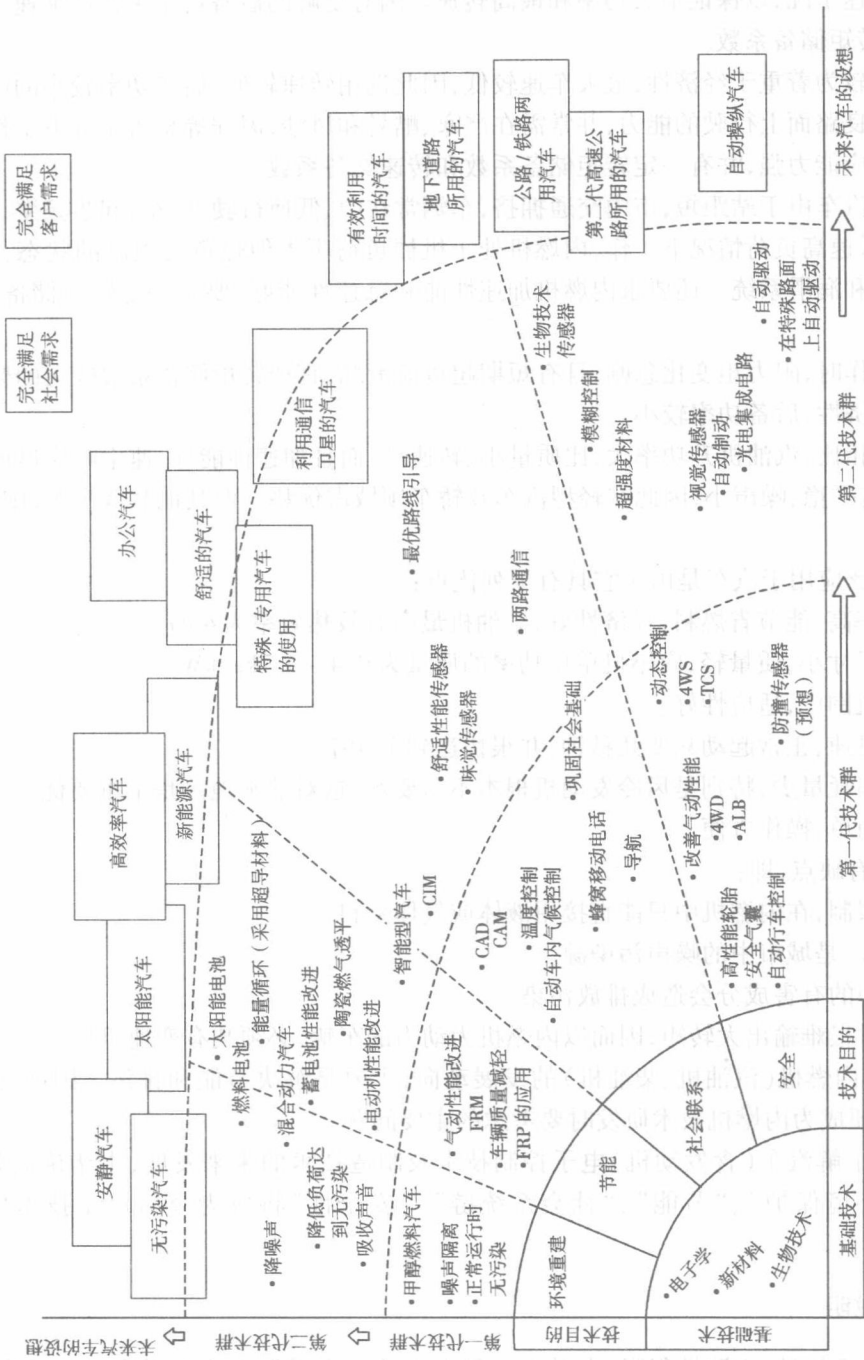 完全满足
社会需求
完全满足
客户需求
安静汽车
无污染汽车
太阳能汽车
高效率汽车
新能源汽车
办公汽车
舒适的汽车
特殊/专用汽车
的使用
利用通信
卫星的汽车
有效利用
时间的汽车
地下道路
所用的汽车
公路/铁路两
用汽车
第二代高速公
路所用的汽车
自动操纵汽车
• 降噪声
• 降低负荷达
到无污染
• 吸收声音
• 太阳能电池
• 燃料电池
• 能量循环（采用超导材料）
• 混合动力汽车
• 蓄电池性能改进
• 陶瓷燃气透平
• 电动机性能改进
• 智能型汽车
• CIM
• 舒适性能传感器
• 味觉传感器
• 最优路线引导
• 两路通信
• 生物技术
传感器
• 模糊控制
• 超强度材料
• 视觉传感器
• 自动制动
• 光电集成电路
• 自动驱动
• 在特殊路面
上自动驱动
• 甲醇燃料汽车
• 噪声隔离
• 正常运行时
无污染
• 气动性能改进
• FRM
• 车辆质量减轻
• FRP 的应用
• CAD
• CAM
• 温度控制
• 自动车内气候控制
• 巩固社会基础
• 蜂窝移动电话
• 导航
• 动态控制
• 4WS
• TCS
• 防撞传感器
（预想）
• 改善气动性能
• 4WD
• ALB
• 高性能轮胎
• 安全气囊
• 自动行车控制
环境重建
节能
社会联系
安全
• 电子学
• 新材料
• 生物技术
基础技术
技术目的
第一代技术群
第二代技术群
未来汽车的设想
基础技术
技术目的
第一代技术群
第二代技术群
未来汽车的设想